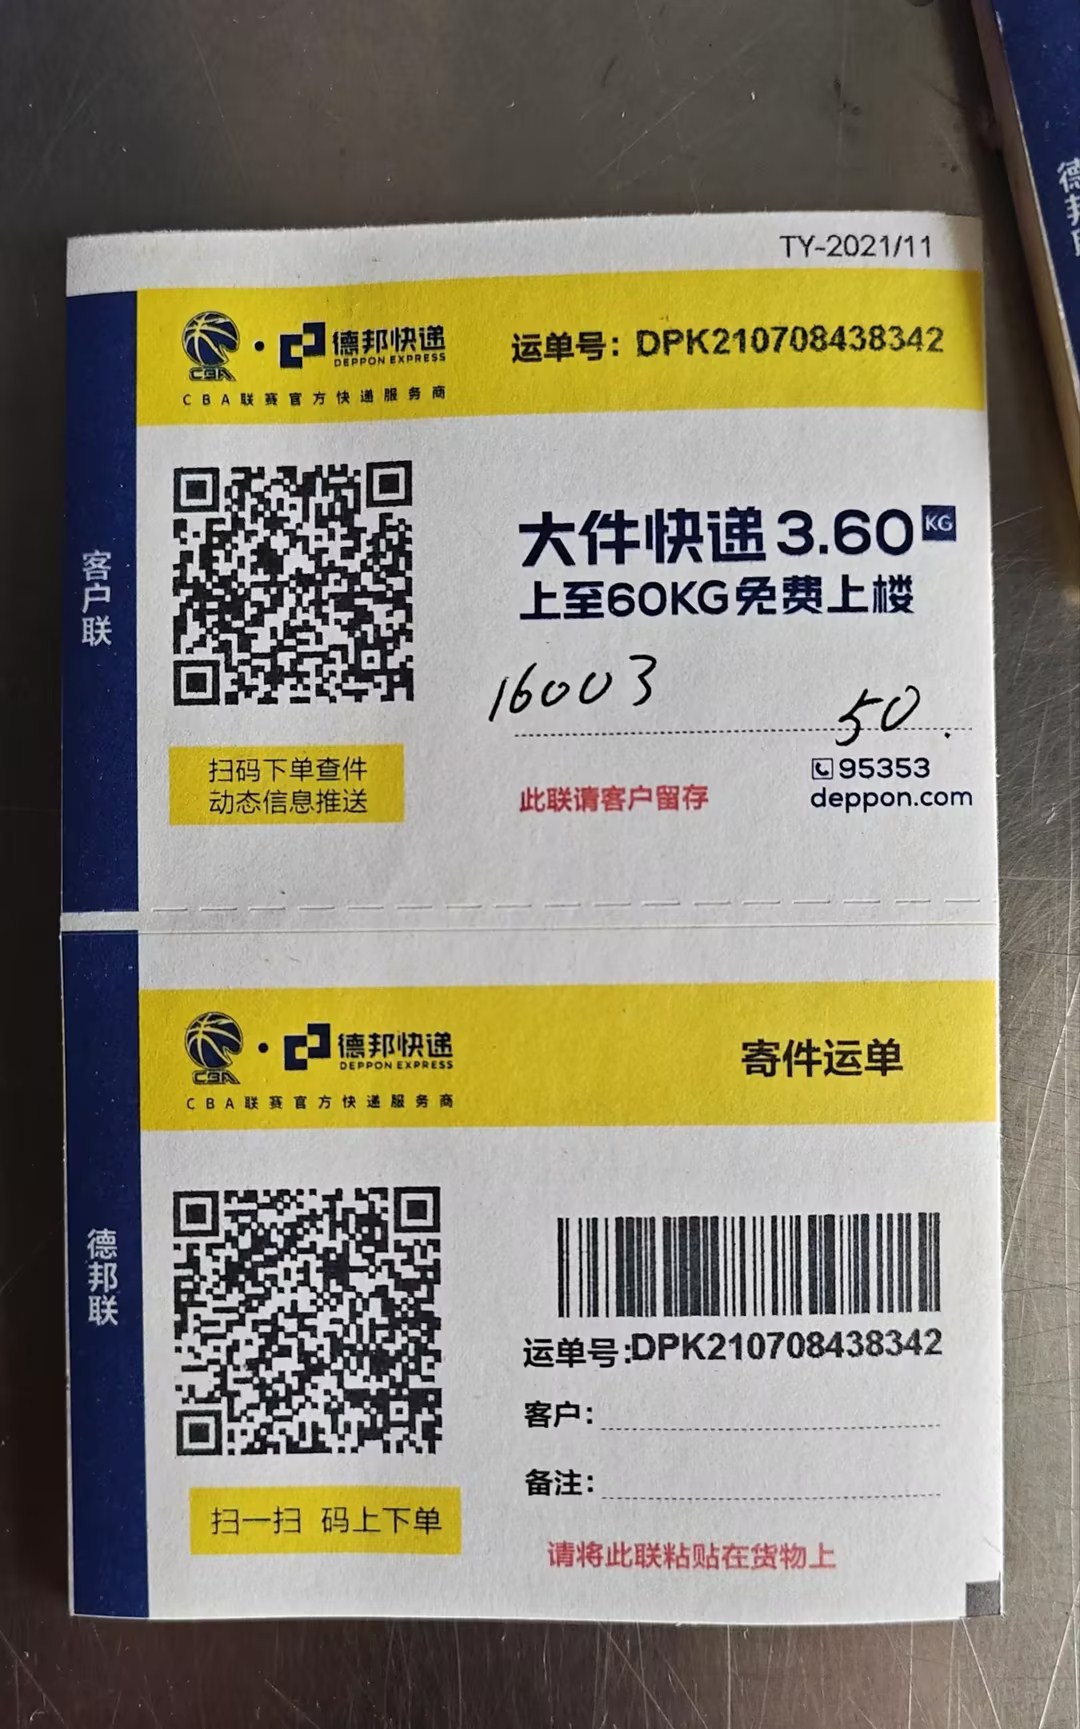 TY-2021/11
CBA · 德邦快递
DEPPON EXPRESS
CBA联赛官方快递服务商
运单号：DPK210708438342
客户联
大件快递3.60KG
上至60KG免费上楼
16003
50.
扫码下单查件
动态信息推送
此联请客户留存
95353
deppon.com
CBA · 德邦快递
DEPPON EXPRESS
CBA联赛官方快递服务商
寄件运单
德邦联
运单号:DPK210708438342
客户:
备注:
扫一扫 码上下单
请将此联粘贴在货物上
德邦